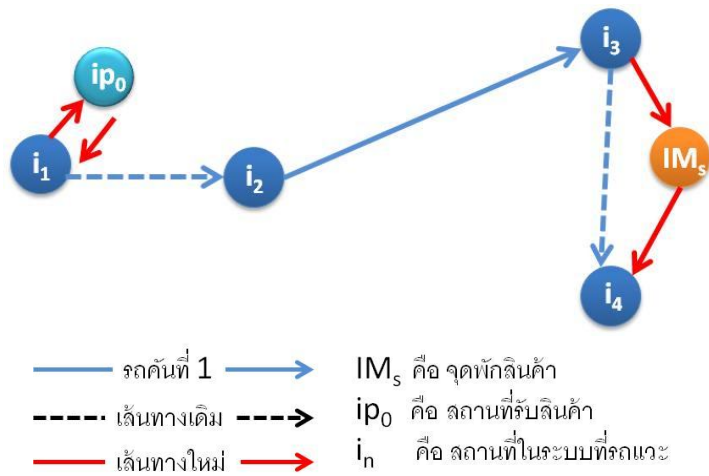 i3
ip0
i1
i2
IMs
i4
รถคันที่ 1
IMs คือ จุดพักสินค้า
เส้นทางเดิม
ip0 คือ สถานที่รับสินค้า
เส้นทางใหม่
in คือ สถานที่ในระบบที่รถแวะ